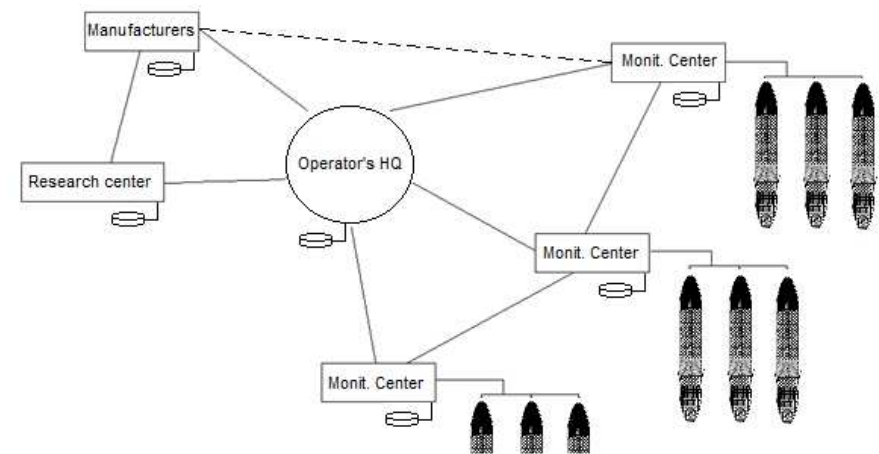 Manufacturers
Monit. Center
Operator's HQ
Research center
Monit. Center
Monit. Center